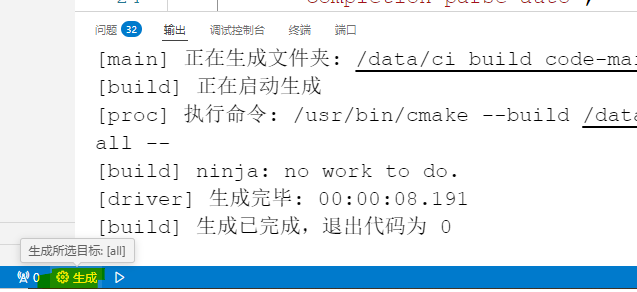 问题 32 输出 调试控制台 终端 端口
[main] 正在生成文件夹: /data/ci build code-mai
[build] 正在启动生成
[proc] 执行命令: /usr/bin/cmake --build /data
all --
[build] ninja: no work to do.
[driver] 生成完毕: 00:00:08.191
[build] 生成已完成，退出代码为 0
生成所选目标: [all]
0 生成